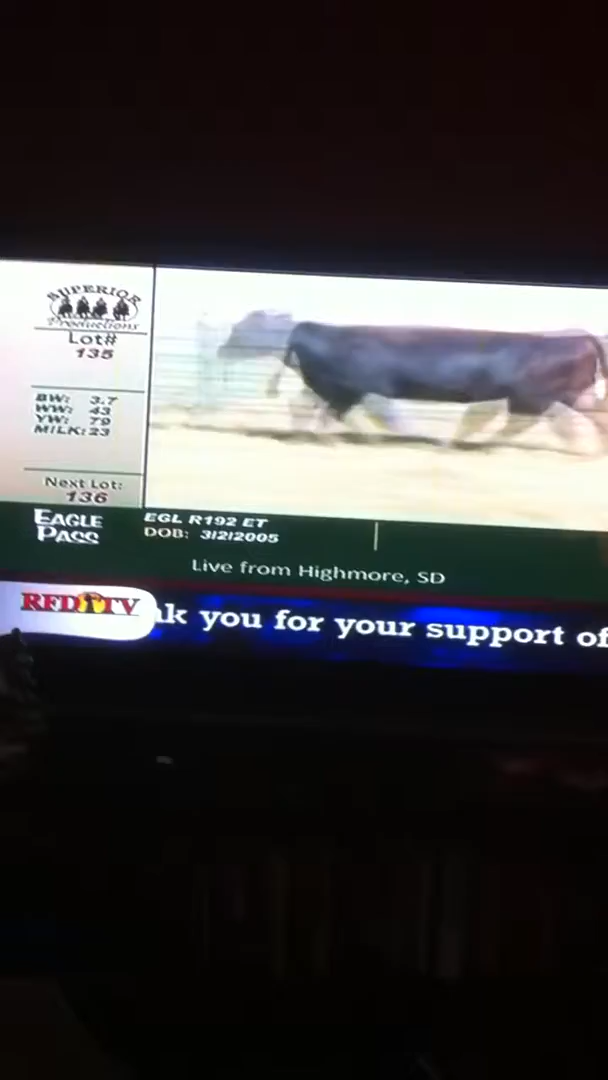 SUPERIOR
Productions
Lot#
135
BW: 3.7
WW: 43
YW: 79
MILK: 23
Next Lot:
136
EAGLE
PASS
EGL R192 ET
DOB: 3/2/2005
Live from Highmore, SD
RFD TV
nk you for your support of